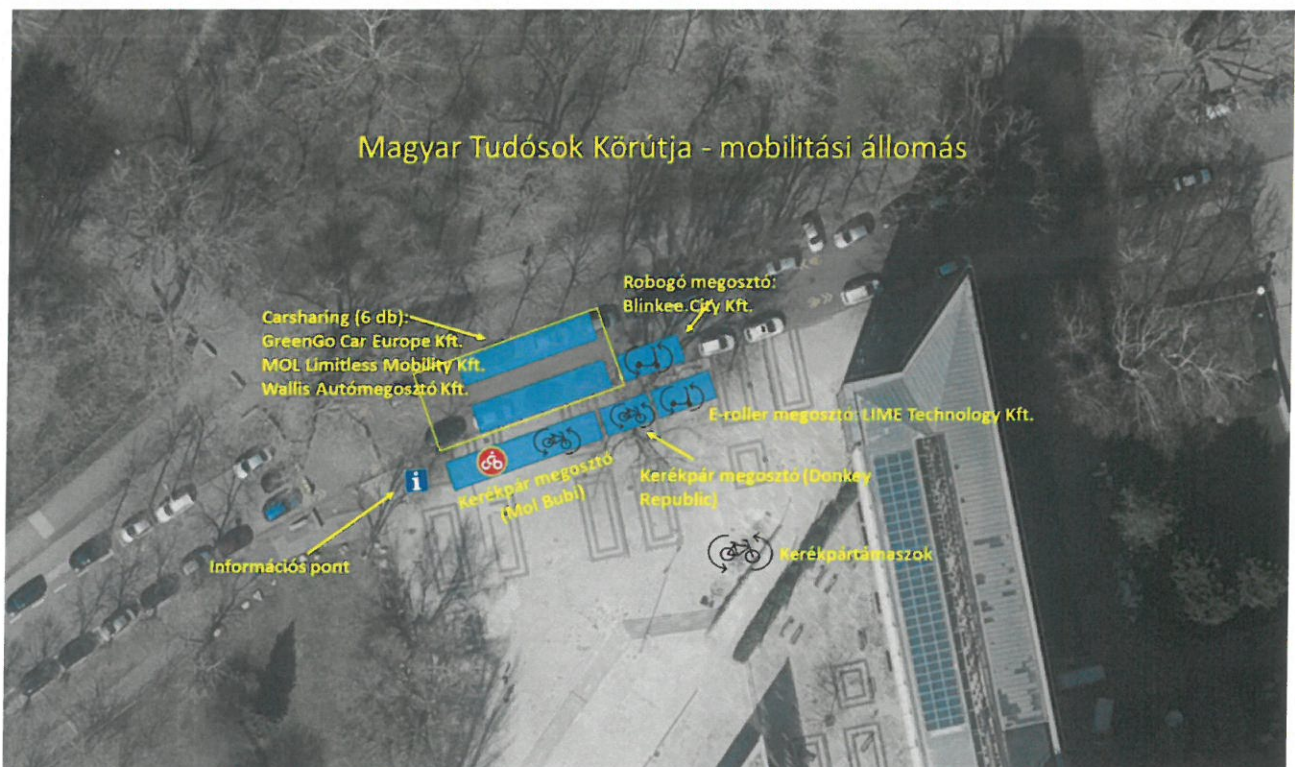 Magyar Tudósok Körútja - mobilitási állomás
Robogó megosztó:
Blinkee.City Kft.
Carsharing (6 db):
GreenGo Car Europe Kft.
MOL Limitless Mobility Kft.
Wallis Autómegosztó Kft.
E-roller megosztó: LIME Technology Kft.
Kerékpár megosztó (Donkey
Republic)
Kerékpár megosztó
(Mol Bubi)
i
Információs pont
Kerékpártámaszok